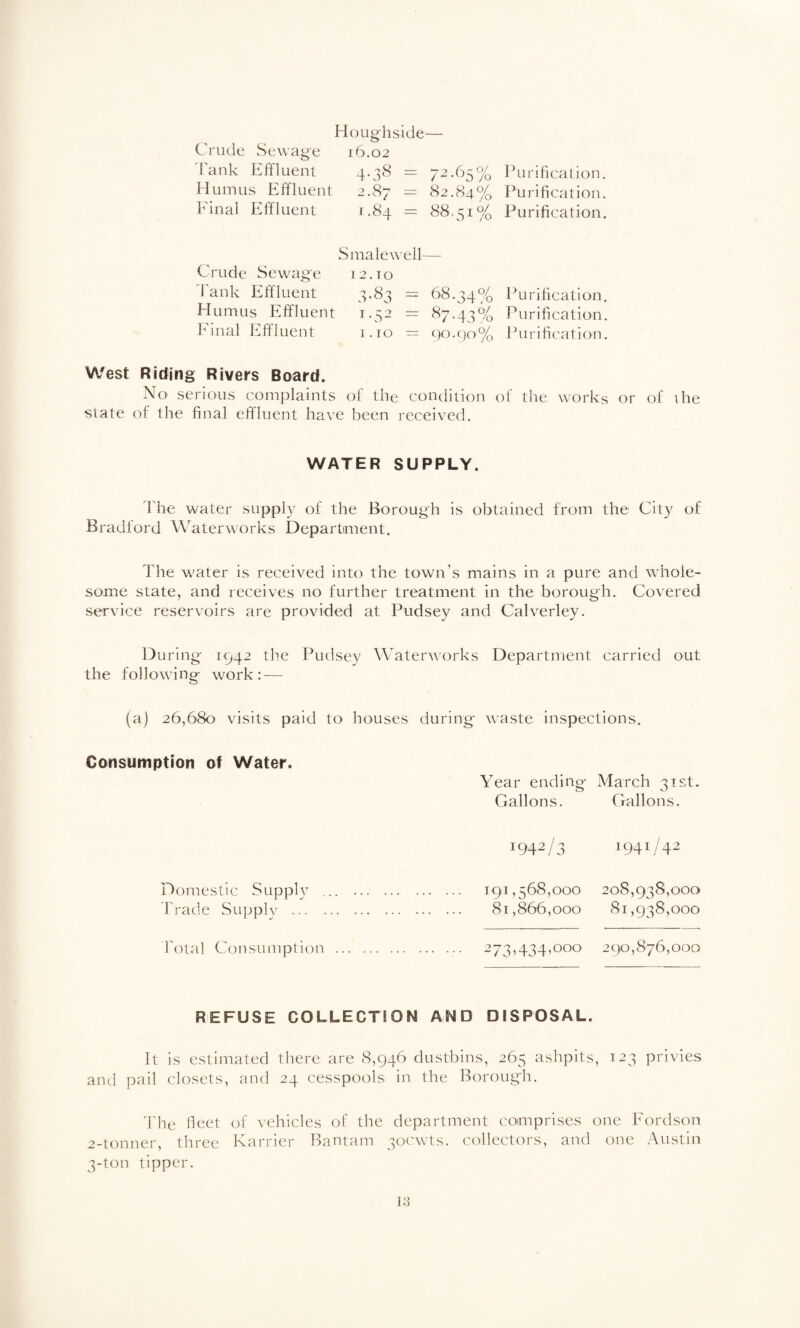 Houghside—
Crude Sewage 16.02
Tank Effluent 4.38 = 72.65% Purification.
Humus Effluent 2.87 = 82.84% Purification.
Final Effluent 1.84 = 88.51% Purification.
Smalewell—
Crude Sewage 12.10
Tank Effluent 3.83 = 68.34% Purification.
Humus Effluent 1.52 = 87.43% Purification.
Final Effluent 1.10 = 90.90% Purification.
West Riding Rivers Board.
No serious complaints of the condition of the works or of the
state of the final effluent have been received.
WATER SUPPLY.
The water supply of the Borough is obtained from the City of
Bradford Waterworks Department.
The water is received into the town's mains in a pure and whole-
some state, and receives no further treatment in the borough. Covered
service reservoirs are provided at Pudsey and Calverley.
During 1942 the Pudsey Waterworks Department carried out
the following work:—
(a) 26,680 visits paid to houses during waste inspections.
Consumption of Water.
Year ending March 31st.
Gallons. Gallons.
1942/3 1941/42
Domestic Supply ... ... ... ... ... 191,568,000 208,938,000
Trade Supply ... ... ... ... ... ... 81,866,000 81,938,000
Total Consumption ... ... ... ... ... 273,434,000 290,876,000
REFUSE COLLECTION AND DISPOSAL.
It is estimated there are 8,946 dustbins, 265 ashpits, 123 privies
and pail closets, and 24 cesspools in the Borough.
The fleet of vehicles of the department comprises one Fordson
2-tonner, three Karrier Bantam 30cwts. collectors, and one Austin
3-ton tipper.
13